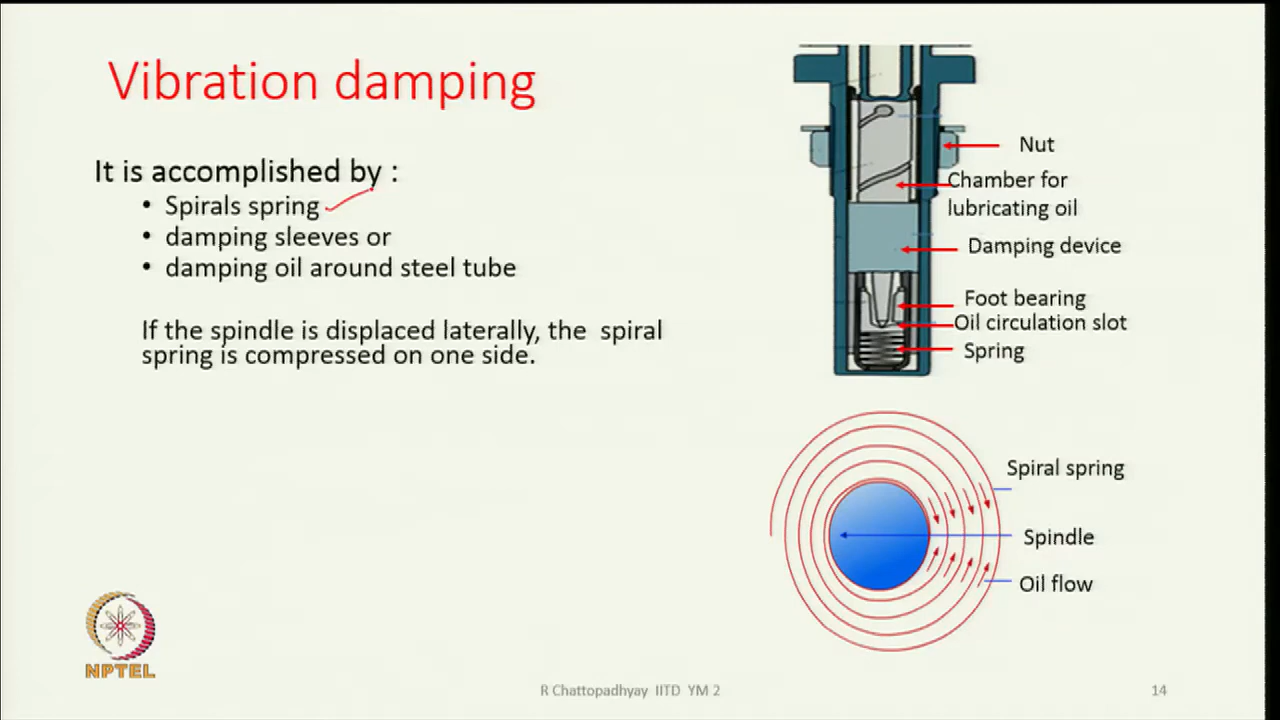 Vibration damping
It is accomplished by :
• Spirals spring
• damping sleeves or
• damping oil around steel tube
If the spindle is displaced laterally, the spiral
spring is compressed on one side.
Nut
Chamber for
lubricating oil
Damping device
Foot bearing
Oil circulation slot
Spring
Spiral spring
Spindle
Oil flow
NPTEL
R Chattopadhyay IITD YM 2
14